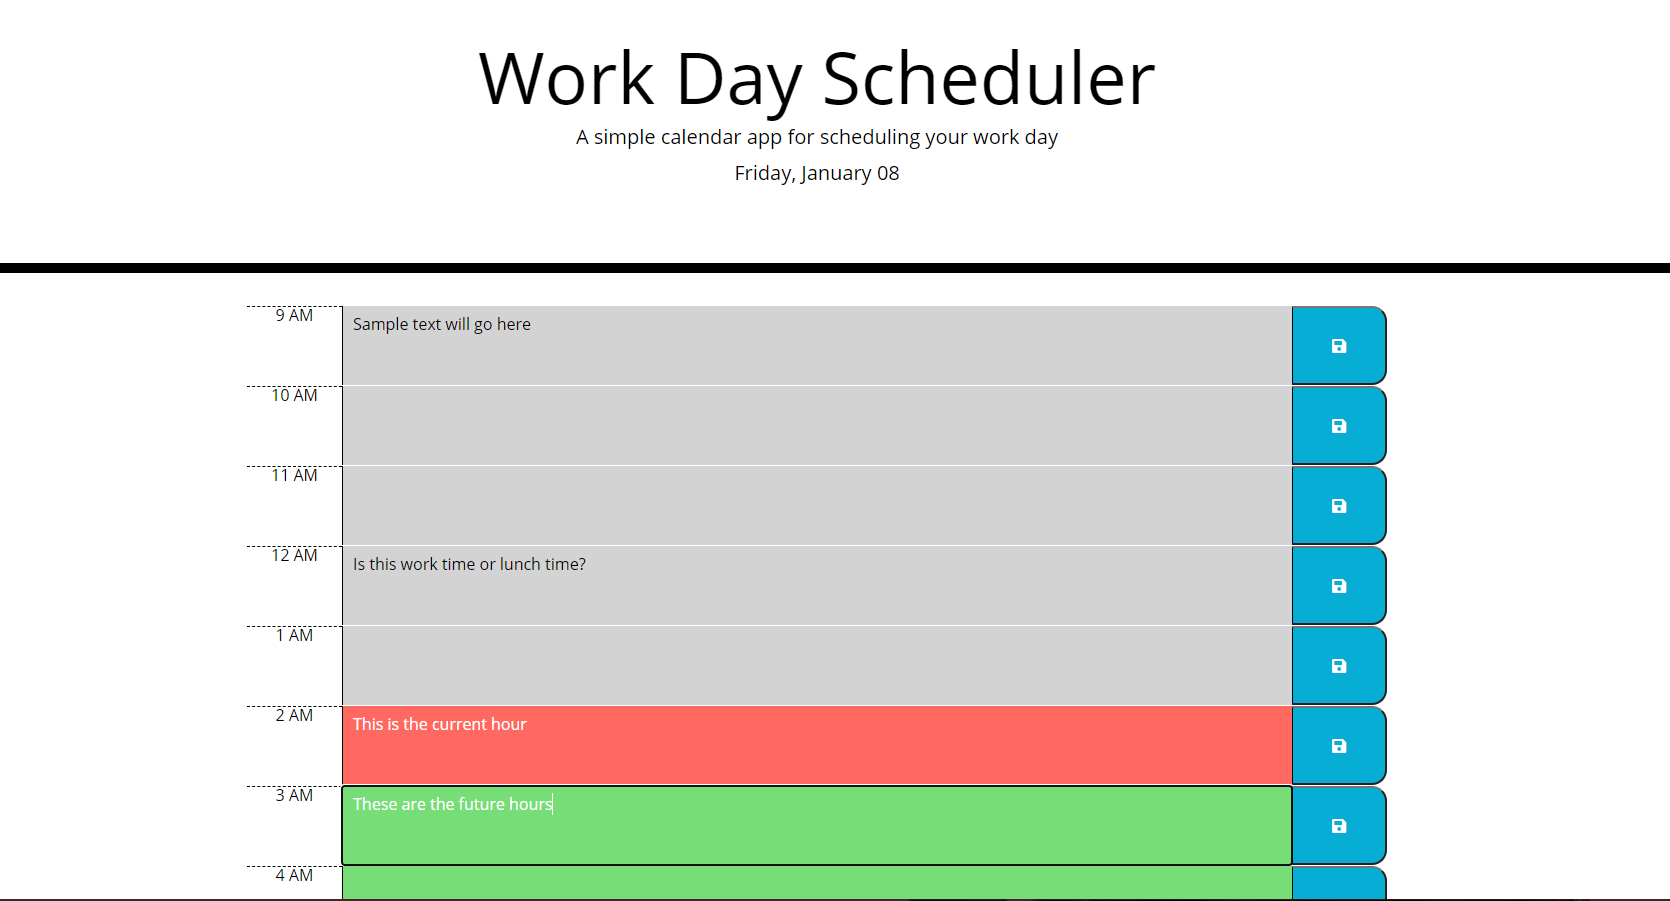 Work Day Scheduler
A simple calendar app for scheduling your work day
Friday, January 08
9 AM
Sample text will go here
10 AM
11 AM
12 AM
Is this work time or lunch time?
1 AM
2 AM
This is the current hour
3 AM
These are the future hours
4 AM